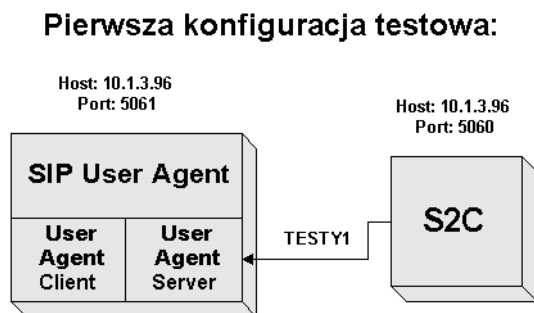 Pierwsza konfiguracja testowa:
Host: 10.1.3.96
Port: 5061
Host: 10.1.3.96
Port: 5060
SIP User Agent
User
Agent
Client
User
Agent
Server
TESTY1
S2C